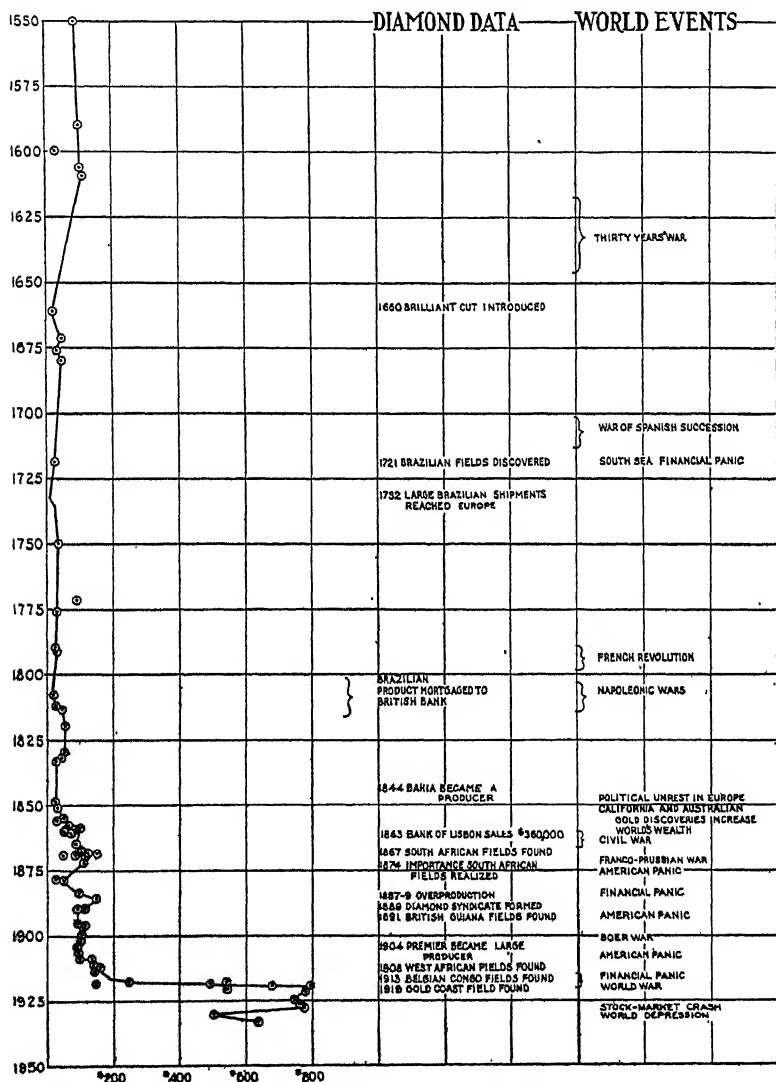 DIAMOND DATA WORLD EVENTS
1550
1575
1600
1625
THIRTY YEARS' WAR
1650
1660 BRILLIANT CUT INTRODUCED
1675
1700
WAR OF SPANISH SUCCESSION
1721 BRAZILIAN FIELDS DISCOVERED SOUTH SEA FINANCIAL PANIC
1725
1732 LARGE BRAZILIAN SHIPMENTS
REACHED EUROPE
1750
1775
FRENCH REVOLUTION
1800
BRAZILIAN
PRODUCT MORTGAGED TO
BRITISH BANK
NAPOLEONIC WARS
1825
1844 BAHIA BECAME A
PRODUCER
POLITICAL UNREST IN EUROPE
CALIFORNIA AND AUSTRALIAN
GOLD DISCOVERIES INCREASE
WORLD'S WEALTH
1850
1863 BANK OF LISBON SALES $360,000
CIVIL WAR
1867 SOUTH AFRICAN FIELDS FOUND
1874 IMPORTANCE SOUTH AFRICAN
FIELDS REALIZED
FRANCO-PRUSSIAN WAR
AMERICAN PANIC
1875
1887-9 OVERPRODUCTION FINANCIAL PANIC
1889 DIAMOND SYNDICATE FORMED
1891 BRITISH GUIANA FIELDS FOUND AMERICAN PANIC
1900
BOER WAR
1904 PREMIER BECAME LARGE
PRODUCER
AMERICAN PANIC
1908 WEST AFRICAN FIELDS FOUND
1913 BELGIAN CONGO FIELDS FOUND FINANCIAL PANIC
1919 GOLD COAST FIELD FOUND WORLD WAR
1925
STOCK-MARKET CRASH
WORLD DEPRESSION
1850
$200 $400 $600 $800